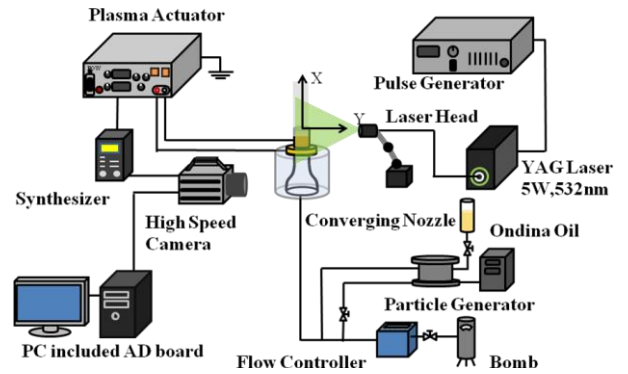 Plasma Actuator
X
Pulse Generator
Y
Laser Head
Synthesizer
YAG Laser
5W,532nm
High Speed
Camera
Converging Nozzle
Ondina Oil
Particle Generator
PC included AD board
Flow Controller
Bomb